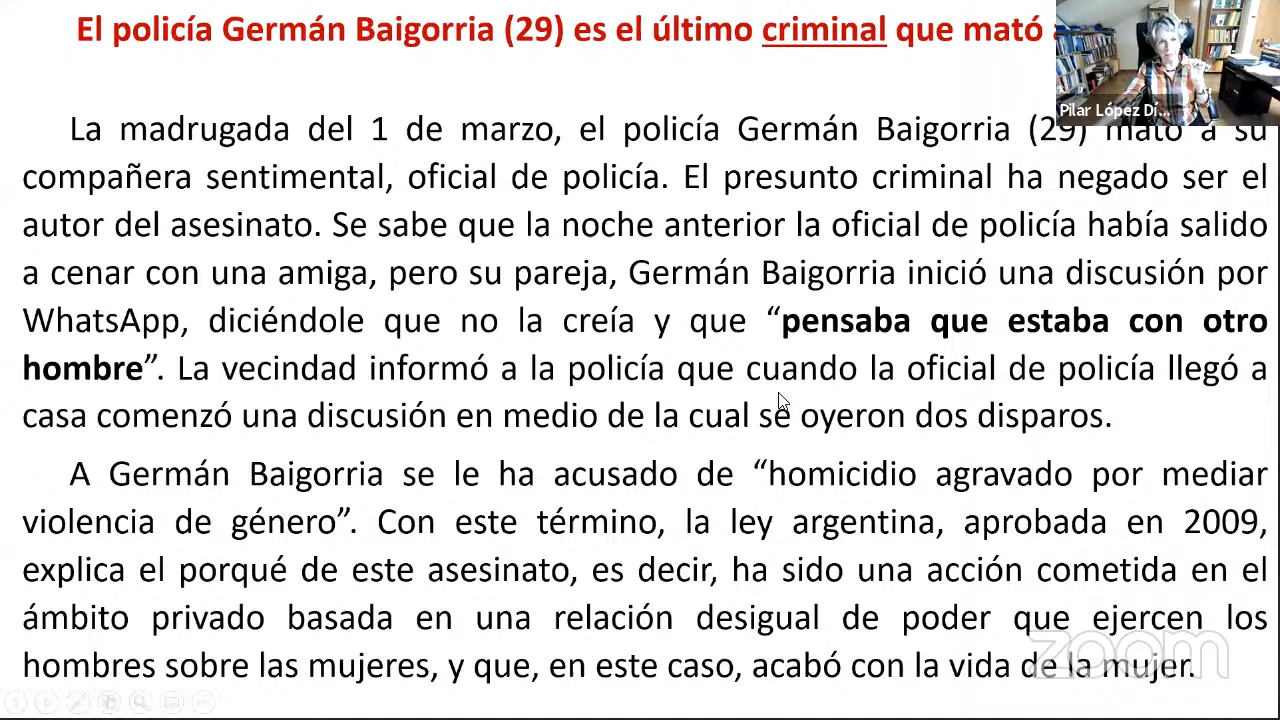 El policía Germán Baigorria (29) es el último criminal que mató
Pilar López Dí...
La madrugada del 1 de marzo, el policía Germán Baigorria (29) mató a su
compañera sentimental, oficial de policía. El presunto criminal ha negado ser el
autor del asesinato. Se sabe que la noche anterior la oficial de policía había salido
a cenar con una amiga, pero su pareja, Germán Baigorria inició una discusión por
WhatsApp, diciéndole que no la creía y que “pensaba que estaba con otro
hombre”. La vecindad informó a la policía que cuando la oficial de policía llegó a
casa comenzó una discusión en medio de la cual se oyeron dos disparos.
A Germán Baigorria se le ha acusado de “homicidio agravado por mediar
violencia de género”. Con este término, la ley argentina, aprobada en 2009,
explica el porqué de este asesinato, es decir, ha sido una acción cometida en el
ámbito privado basada en una relación desigual de poder que ejercen los
hombres sobre las mujeres, y que, en este caso, acabó con la vida de la mujer.
zoom